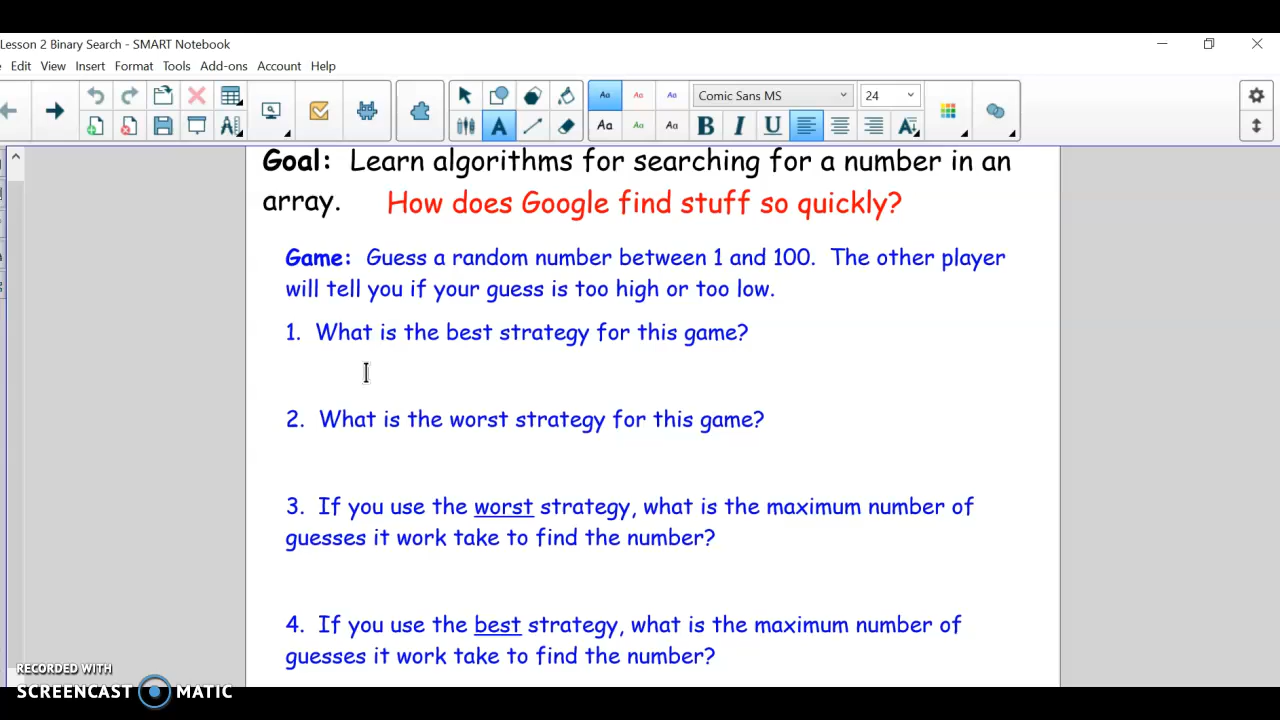 Lesson 2 Binary Search - SMART Notebook
Edit View Insert Format Tools Add-ons Account Help
Comic Sans MS 24
Goal: Learn algorithms for searching for a number in an
array. How does Google find stuff so quickly?
Game: Guess a random number between 1 and 100. The other player
will tell you if your guess is too high or too low.
1. What is the best strategy for this game?
2. What is the worst strategy for this game?
3. If you use the worst strategy, what is the maximum number of
guesses it work take to find the number?
4. If you use the best strategy, what is the maximum number of
guesses it work take to find the number?
RECORDED WITH
SCREENCAST MATIC